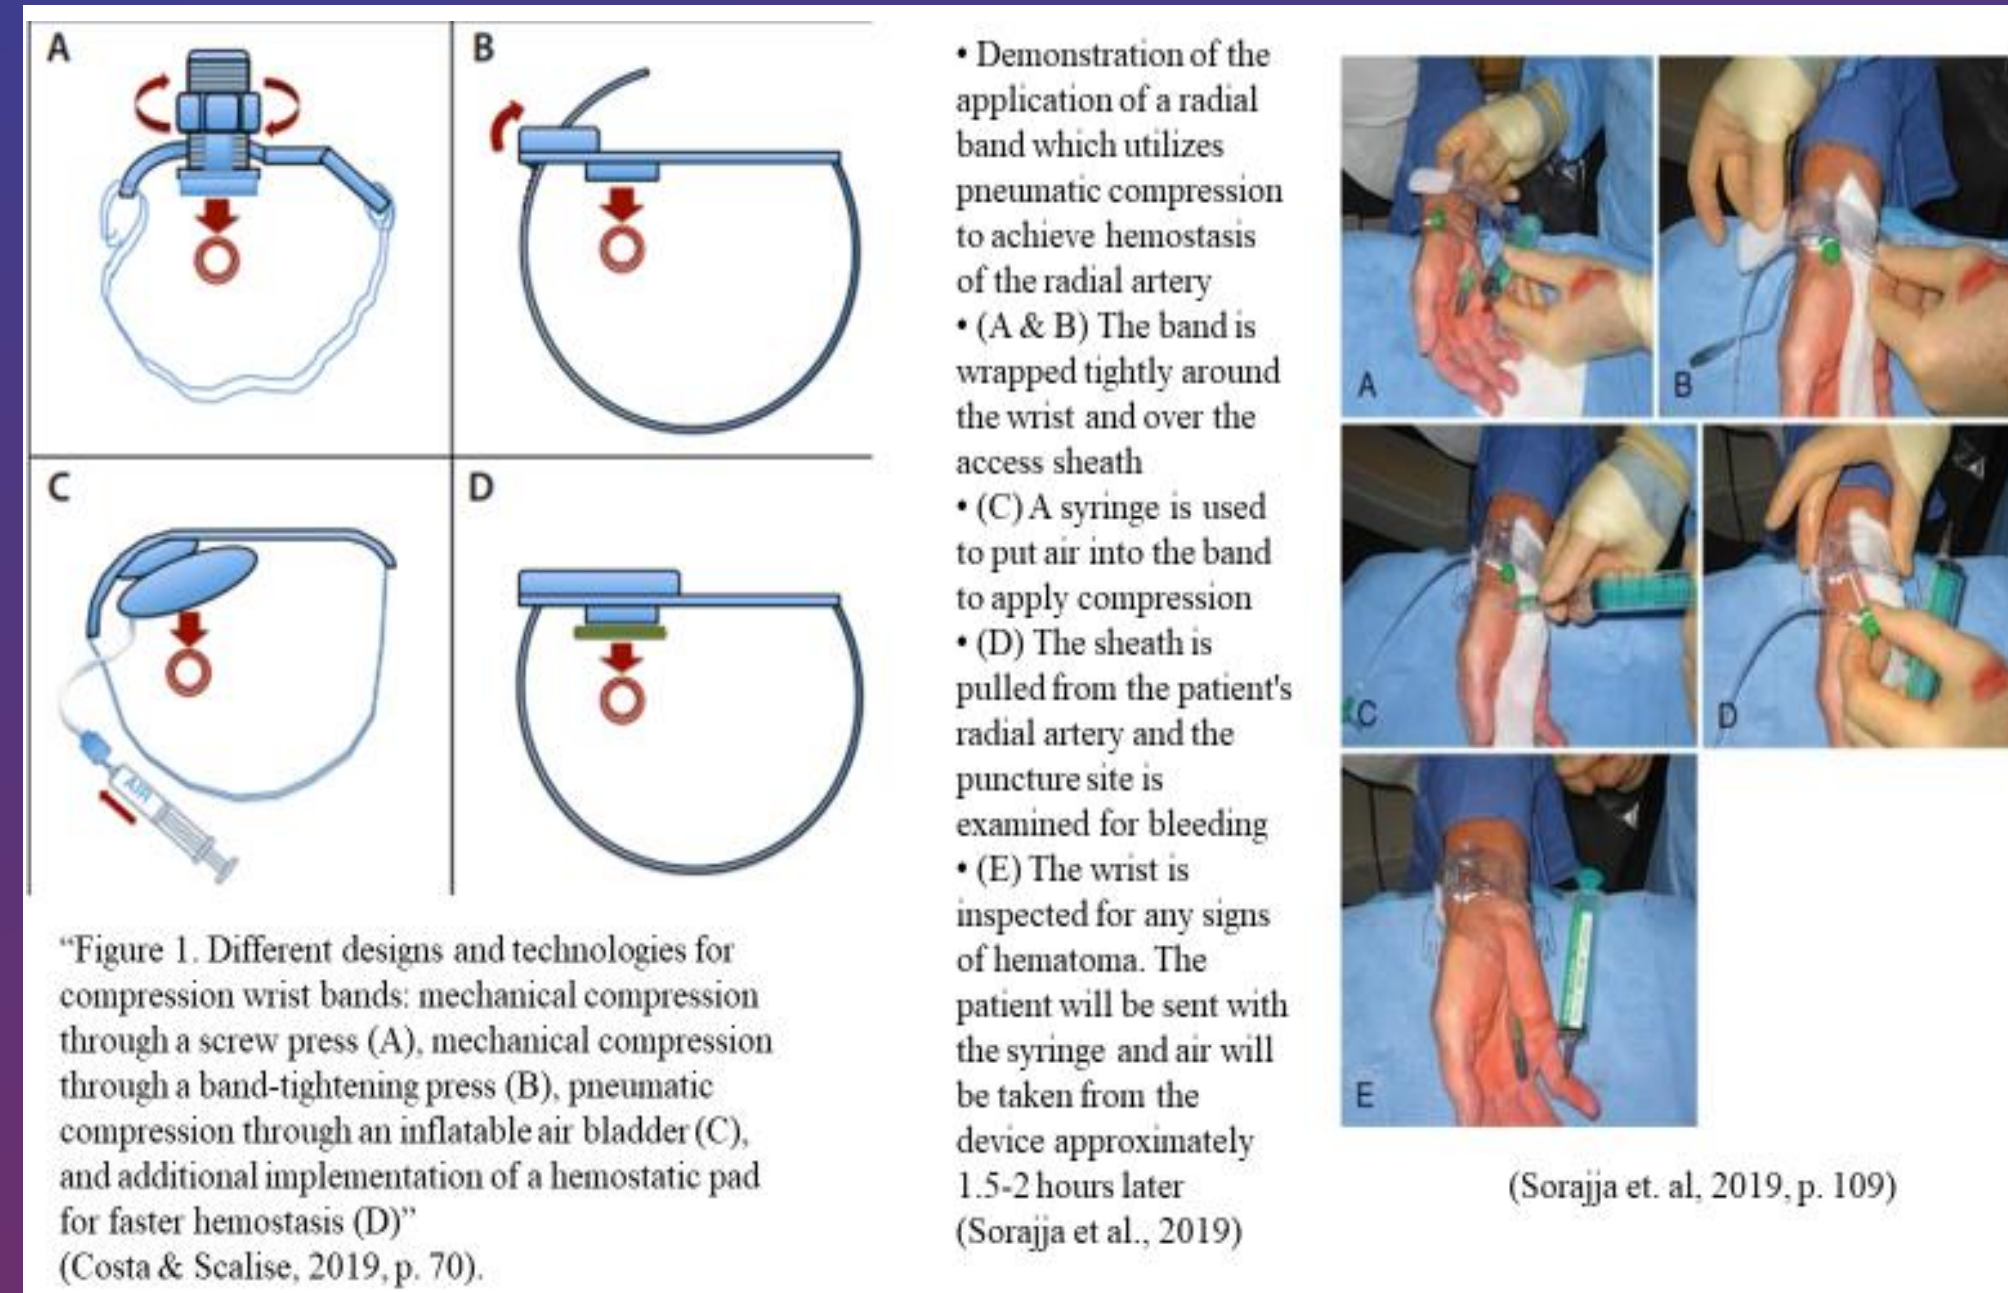 A
B
C
D
AIR
“Figure 1. Different designs and technologies for
compression wrist bands: mechanical compression
through a screw press (A), mechanical compression
through a band-tightening press (B), pneumatic
compression through an inflatable air bladder (C),
and additional implementation of a hemostatic pad
for faster hemostasis (D)”
(Costa & Scalise, 2019, p. 70).
• Demonstration of the
application of a radial
band which utilizes
pneumatic compression
to achieve hemostasis
of the radial artery
• (A & B) The band is
wrapped tightly around
the wrist and over the
access sheath
• (C) A syringe is used
to put air into the band
to apply compression
• (D) The sheath is
pulled from the patient's
radial artery and the
puncture site is
examined for bleeding
• (E) The wrist is
inspected for any signs
of hematoma. The
patient will be sent with
the syringe and air will
be taken from the
device approximately
1.5-2 hours later
(Sorajja et al., 2019)
A
B
C
D
E
(Sorajja et. al, 2019, p. 109)